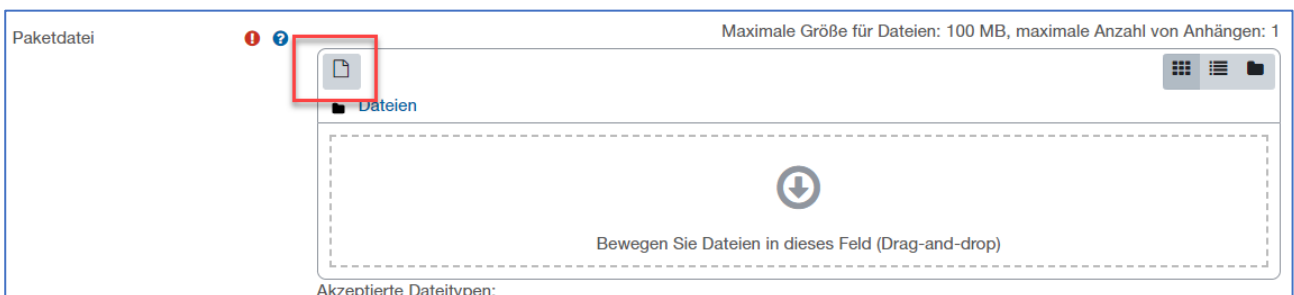 Paketdatei
Maximale Größe für Dateien: 100 MB, maximale Anzahl von Anhängen: 1
Dateien
Bewegen Sie Dateien in dieses Feld (Drag-and-drop)
Akzeptierte Dateitypen: